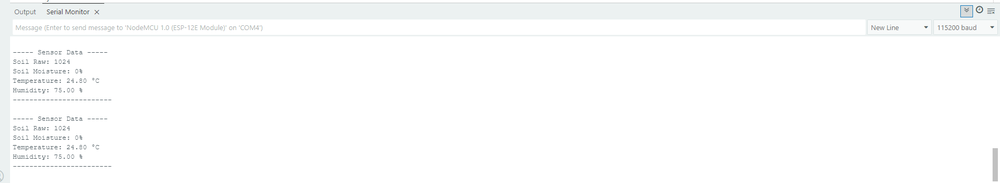 Output
Serial Monitor
Message (Enter to send message to 'NodeMCU 1.0 (ESP-12E Module)' on 'COM4')
New Line
115200 baud
----- Sensor Data -----
Soil Raw: 1024
Soil Moisture: 0%
Temperature: 24.80 °C
Humidity: 75.00 %
------------------------
----- Sensor Data -----
Soil Raw: 1024
Soil Moisture: 0%
Temperature: 24.80 °C
Humidity: 75.00 %
------------------------